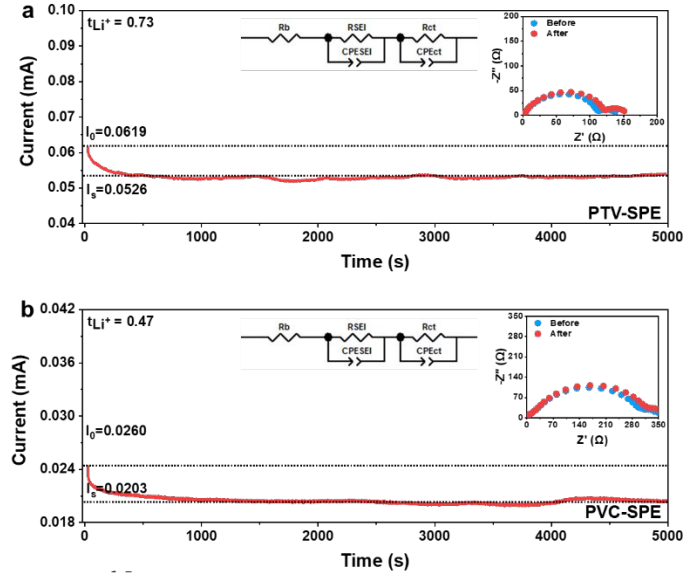 a
t_Li⁺ = 0.73
Rb
RSEI
CPESEI
Rct
CPEct
-Z'' (Ω)
200
150
100
50
0
Before
After
0 50 100 150 200
Z' (Ω)
Current (mA)
0.10
0.09
0.08
0.07
0.06
0.05
0.04
I₀=0.0619
Iₛ=0.0526
PTV-SPE
0 1000 2000 3000 4000 5000
Time (s)
b
t_Li⁺ = 0.47
Rb
RSEI
CPESEI
Rct
CPEct
-Z'' (Ω)
350
280
210
140
70
0
Before
After
0 70 140 210 280 350
Z' (Ω)
Current (mA)
0.042
0.036
0.030
0.024
0.018
I₀=0.0260
Iₛ=0.0203
PVC-SPE
0 1000 2000 3000 4000 5000
Time (s)